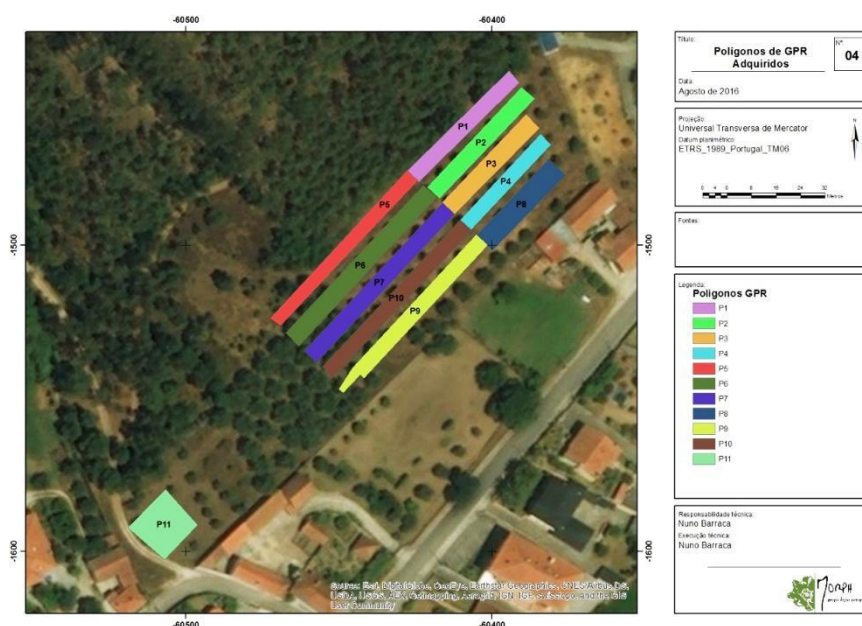 -60500
-60400
-1500
-1500
-1600
-1600
-60500
-60400
P1
P2
P3
P4
P5
P8
P6
P7
P10
P9
P11
User Community
Título:
Polígonos de GPR
Adquiridos
Nº
04
Data:
Agosto de 2016
Projeção:
Universal Transversa de Mercator
Datum planimétrico
ETRS_1989_Portugal_TM06
Fontes
Legenda:
Polígonos GPR
P1
P2
P3
P4
P5
P6
P7
P8
P9
P10
P11
Responsabilidade técnica:
Nuno Barraca
Execução técnica:
Nuno Barraca
MORPH